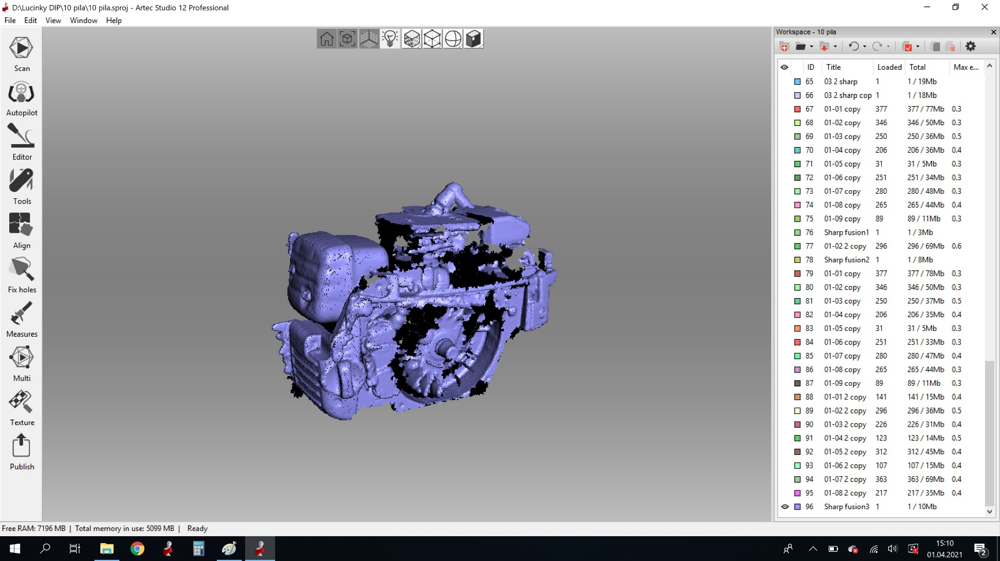 D:\Lucinky DIP\10 pila\10 pila.sproj - Artec Studio 12 Professional
File Edit View Window Help
Scan
Autopilot
Editor
Tools
Align
Fix holes
Measures
Multi
Texture
Publish
Workspace - 10 pila
ID Title Loaded Total Max e...
65 03 2 sharp 1 1 / 19Mb
66 03 2 sharp cop 1 1 / 18Mb
67 01-01 copy 377 377 / 77Mb 0.3
68 01-02 copy 346 346 / 50Mb 0.3
69 01-03 copy 250 250 / 36Mb 0.5
70 01-04 copy 206 206 / 36Mb 0.4
71 01-05 copy 31 31 / 5Mb 0.3
72 01-06 copy 251 251 / 34Mb 0.3
73 01-07 copy 280 280 / 48Mb 0.3
74 01-08 copy 265 265 / 44Mb 0.4
75 01-09 copy 89 89 / 11Mb 0.3
76 Sharp fusion1 1 1 / 3Mb
77 01-02 2 copy 296 296 / 69Mb 0.6
78 Sharp fusion2 1 1 / 8Mb
79 01-01 copy 377 377 / 78Mb 0.3
80 01-02 copy 346 346 / 50Mb 0.3
81 01-03 copy 250 250 / 37Mb 0.5
82 01-04 copy 206 206 / 35Mb 0.4
83 01-05 copy 31 31 / 5Mb 0.3
84 01-06 copy 251 251 / 33Mb 0.3
85 01-07 copy 280 280 / 47Mb 0.4
86 01-08 copy 265 265 / 44Mb 0.3
87 01-09 copy 89 89 / 11Mb 0.3
88 01-01 2 copy 141 141 / 15Mb 0.4
89 01-02 2 copy 296 296 / 36Mb 0.5
90 01-03 2 copy 226 226 / 31Mb 0.4
91 01-04 2 copy 123 123 / 14Mb 0.5
92 01-05 2 copy 312 312 / 45Mb 0.4
93 01-06 2 copy 107 107 / 15Mb 0.4
94 01-07 2 copy 363 363 / 69Mb 0.4
95 01-08 2 copy 217 217 / 35Mb 0.4
96 Sharp fusion3 1 1 / 10Mb
Free RAM: 7196 MB | Total memory in use: 5099 MB | Ready
15:10
01.04.2021
2